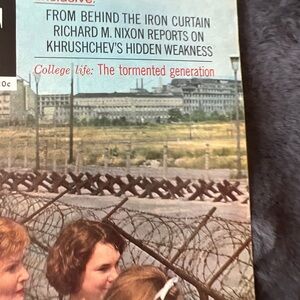 FROM BEHIND THE IRON CURTAIN
RICHARD M. NIXON REPORTS ON
KHRUSHCHEV'S HIDDEN WEAKNESS
College life: The tormented generation